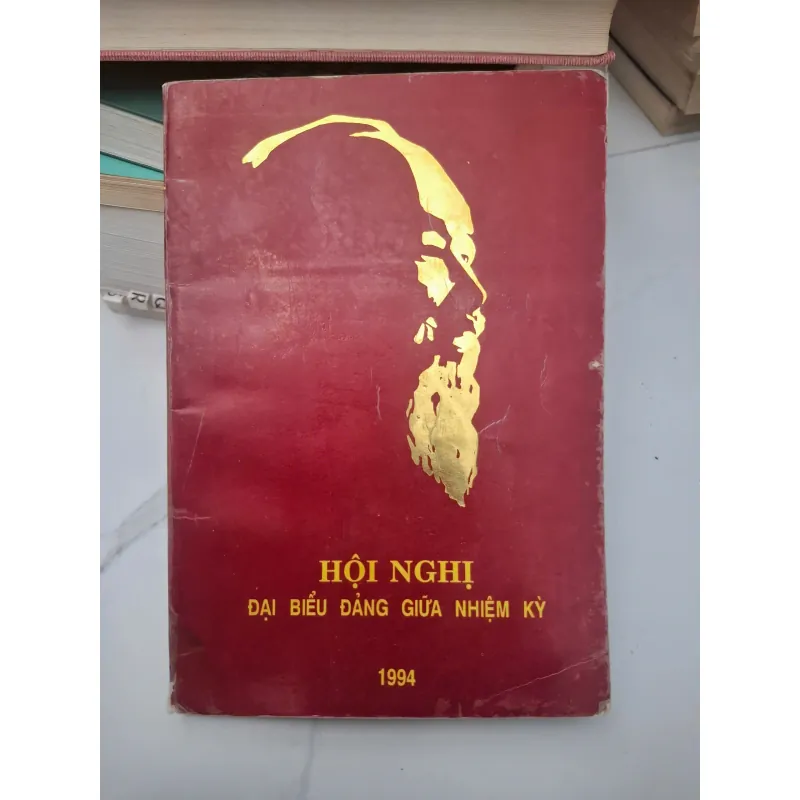 HỘI NGHỊ
ĐẠI BIỂU ĐẢNG GIỮA NHIỆM KỲ
1994